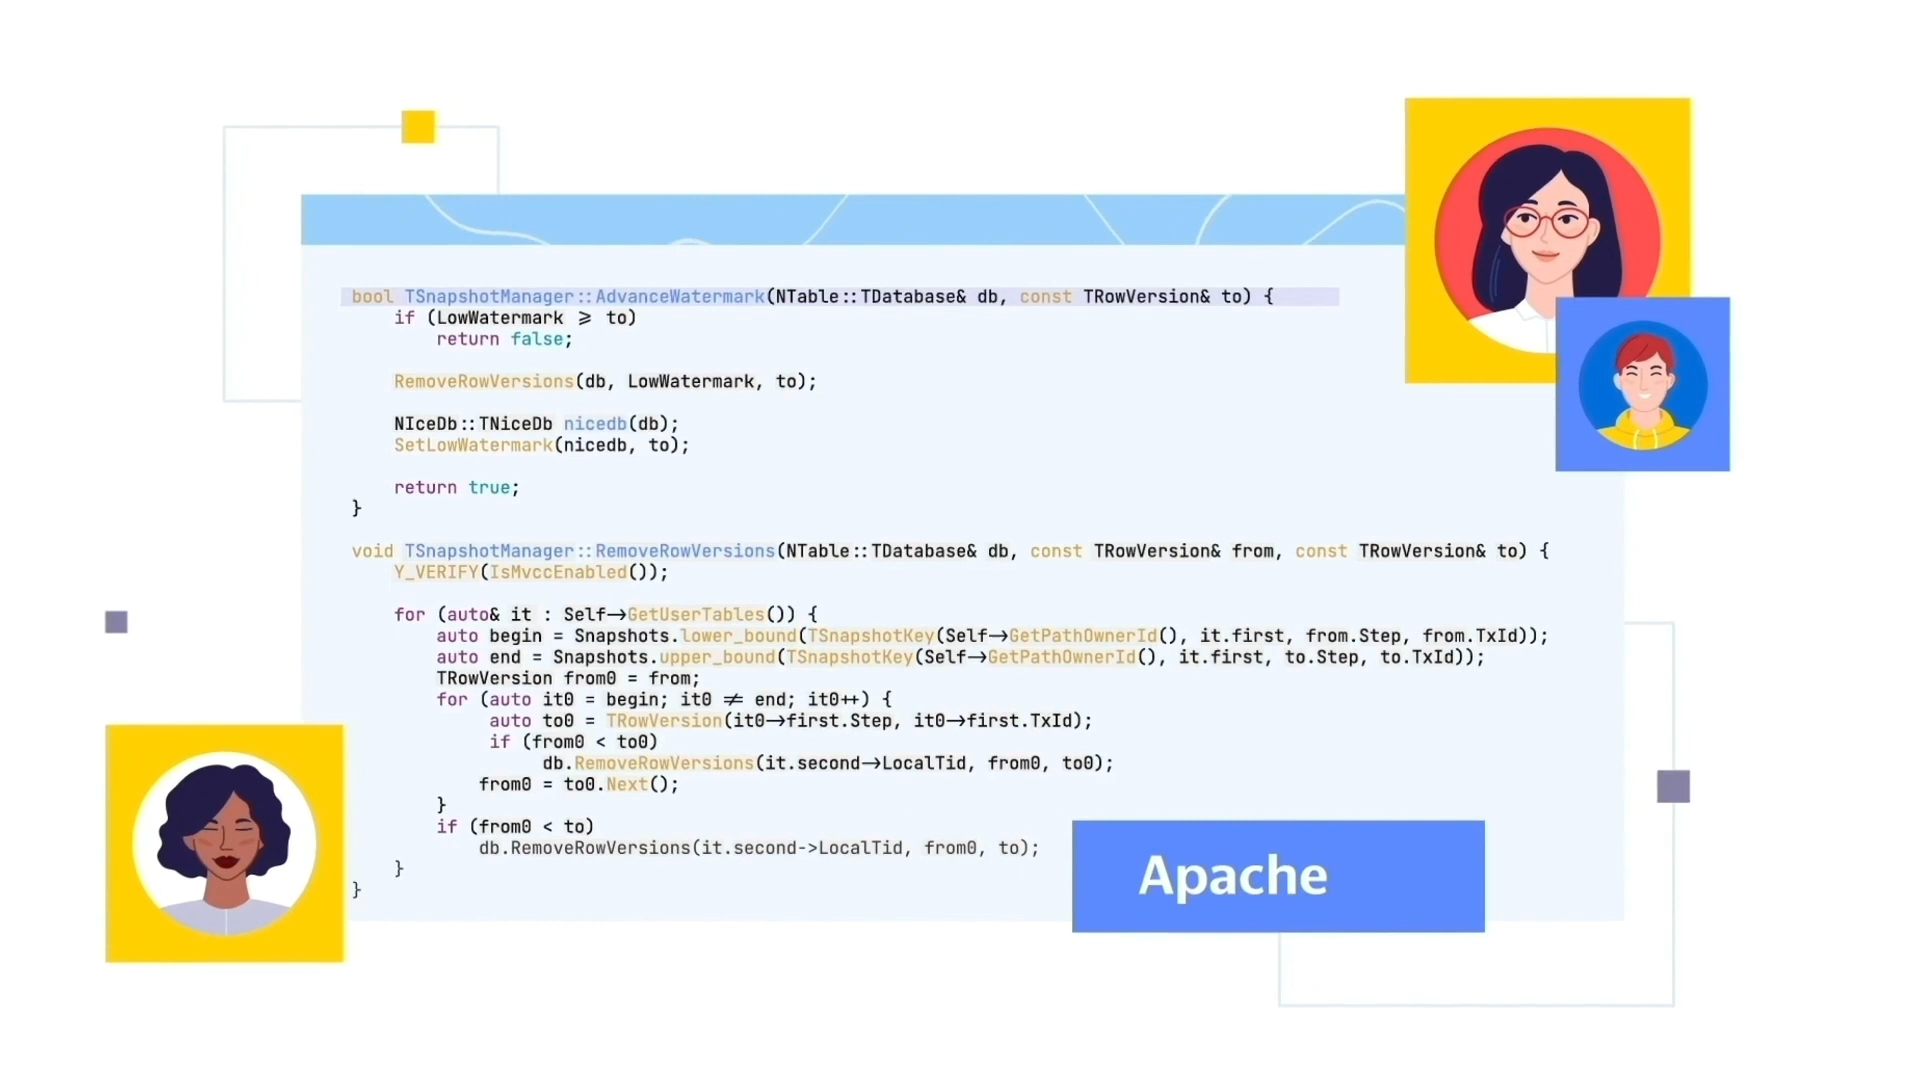 bool TSnapshotManager::AdvanceWatermark(NTable::TDatabase& db, const TRowVersion& to) {
    if (LowWatermark ⩾ to)
        return false;

    RemoveRowVersions(db, LowWatermark, to);

    NIceDb::TNiceDb nicedb(db);
    SetLowWatermark(nicedb, to);

    return true;
}

void TSnapshotManager::RemoveRowVersions(NTable::TDatabase& db, const TRowVersion& from, const TRowVersion& to) {
    Y_VERIFY(IsMvccEnabled());

    for (auto& it : Self→GetUserTables()) {
        auto begin = Snapshots.lower_bound(TSnapshotKey(Self→GetPathOwnerId(), it.first, from.Step, from.TxId));
        auto end = Snapshots.upper_bound(TSnapshotKey(Self→GetPathOwnerId(), it.first, to.Step, to.TxId));
        TRowVersion from0 = from;
        for (auto it0 = begin; it0 ≠ end; it0++) {
             auto to0 = TRowVersion(it0→first.Step, it0→first.TxId);
             if (from0 < to0)
                  db.RemoveRowVersions(it.second→LocalTid, from0, to0);
            from0 = to0.Next();
        }
        if (from0 < to)
            db.RemoveRowVersions(it.second->LocalTid, from0, to);
    }
}
Apache